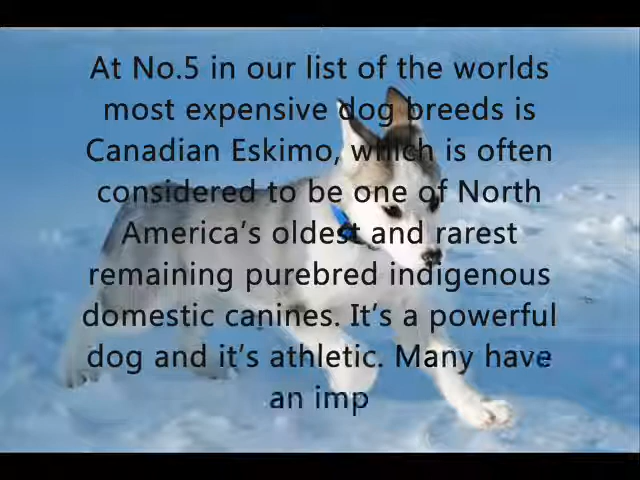 At No.5 in our list of the worlds
most expensive dog breeds is
Canadian Eskimo, which is often
considered to be one of North
America’s oldest and rarest
remaining purebred indigenous
domestic canines. It’s a powerful
dog and it’s athletic. Many have
an imp